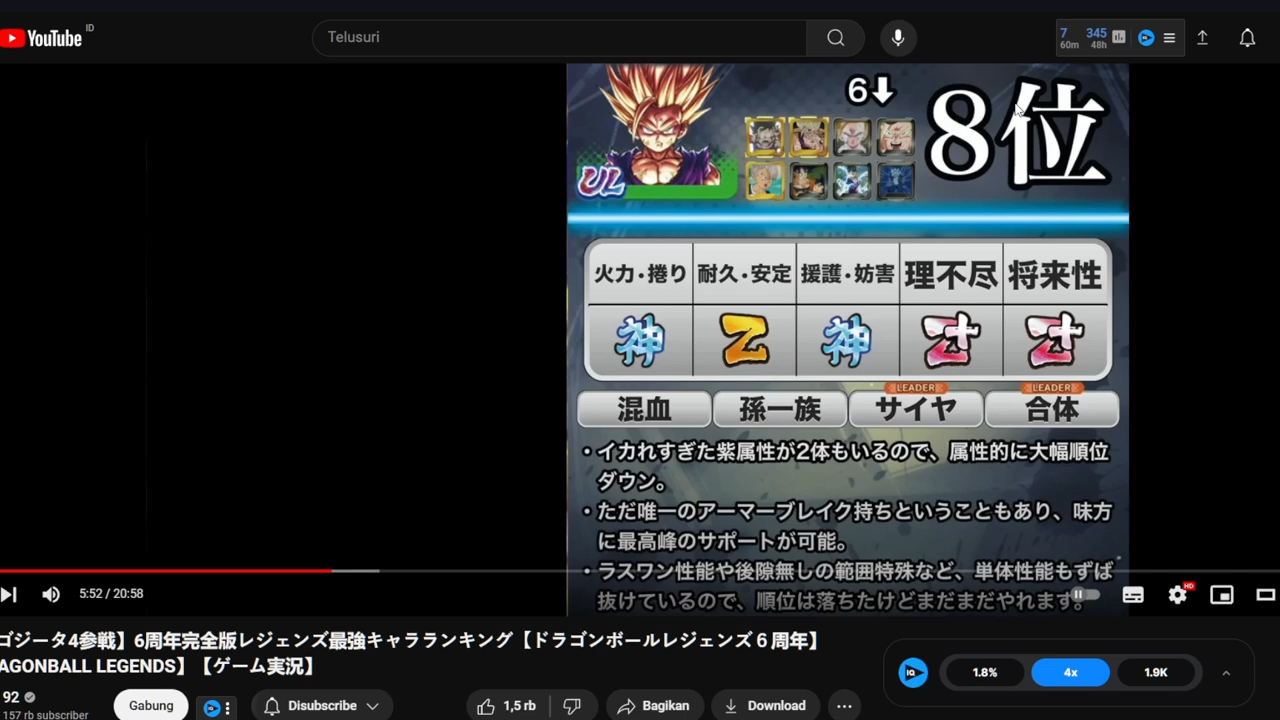 YouTube ID
Telusuri
7 345
60m 48h
6⬇
8位
UL
火力・捲り 耐久・安定 援護・妨害 理不尽 将来性
神 Z 神 Z+ Z+
LEADER LEADER
混血 孫一族 サイヤ 合体
・イカれすぎた紫属性が2体もいるので、属性的に大幅順位
ダウン。
・ただ唯一のアーマーブレイク持ちということもあり、味方
に最高峰のサポートが可能。
・ラスワン性能や後隙無しの範囲特殊など、単体性能もずば
抜けているので、順位は落ちたけどまだまだやれます。
5:52 / 20:58
HD
ゴジータ4参戦】6周年完全版レジェンズ最強キャラランキング【ドラゴンボールレジェンズ６周年】
AGONBALL LEGENDS】【ゲーム実況】
IQ 1.8% 4x 1.9K
92
157 rb subscriber
Gabung
Disubscribe
1,5 rb
Bagikan
Download